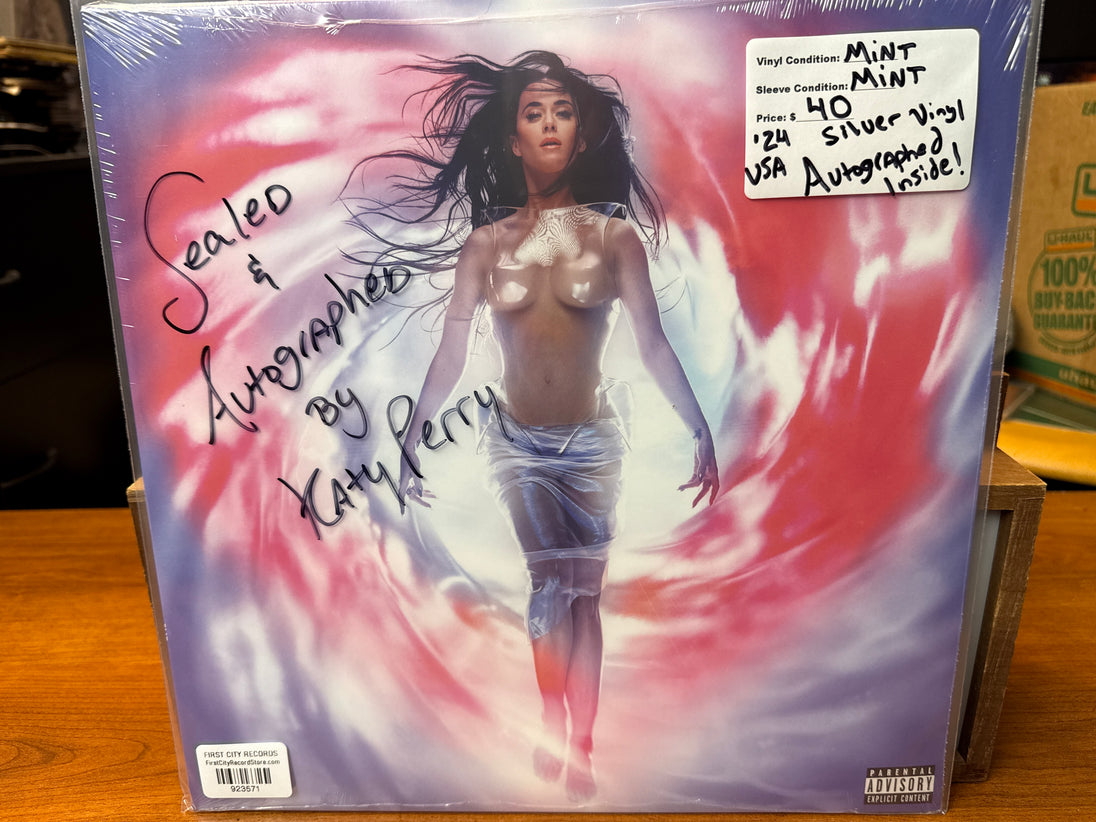 Vinyl Condition: MINT
Sleeve Condition: MINT
Price: $ 40
'24 Silver Vinyl
USA Autographed
Inside!
Sealed
&
Autographed
By
Katy Perry
U-HAUL
100%
BUY-BACK
GUARANTEE
FIRST CITY RECORDS
FirstCityRecordStore.com
923571
PARENTAL
ADVISORY
EXPLICIT CONTENT